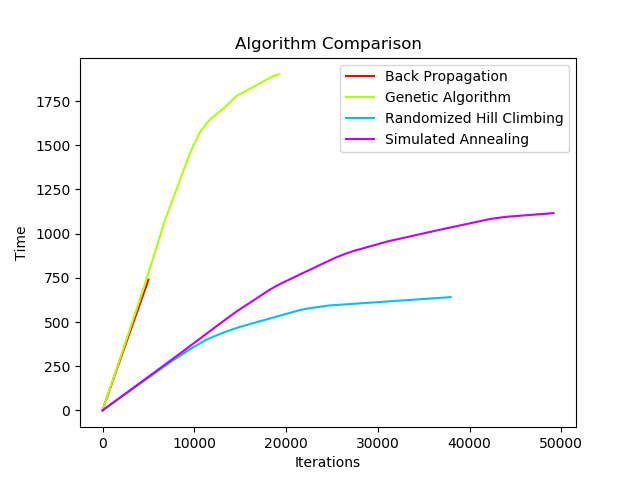 Algorithm Comparison
Back Propagation
Genetic Algorithm
Randomized Hill Climbing
Simulated Annealing
1750
1500
1250
1000
750
500
250
0
Time
0 10000 20000 30000 40000 50000
Iterations